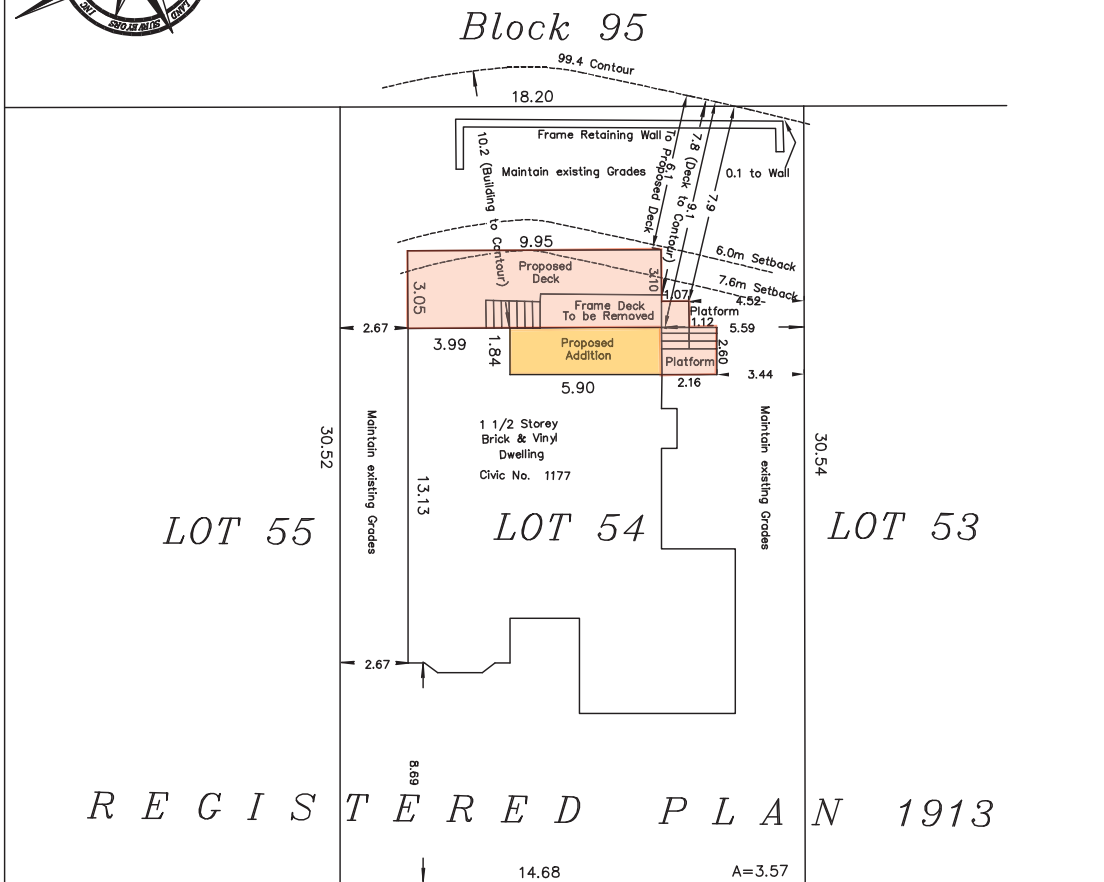 LAND
SURVEYORS
INC
Block 95
99.4 Contour
18.20
Frame Retaining Wall
10.2 (Building to Contour)
Maintain existing Grades
6.1
To Proposed Deck
7.8 (Deck to Contour)
9.1
7.9
0.1 to Wall
9.95
6.0m Setback
7.6m Setback
Proposed
Deck
3.05
3.10
1.07
4.52
Frame Deck
To be Removed
Platform
1.12
2.67
5.59
3.99
1.84
Proposed
Addition
2.60
Platform
3.44
5.90
2.16
1 1/2 Storey
Brick & Vinyl
Dwelling
Civic No. 1177
30.52
Maintain existing Grades
13.13
Maintain existing Grades
30.54
LOT 55
LOT 54
LOT 53
2.67
8.69
REGISTERED PLAN 1913
14.68
A=3.57